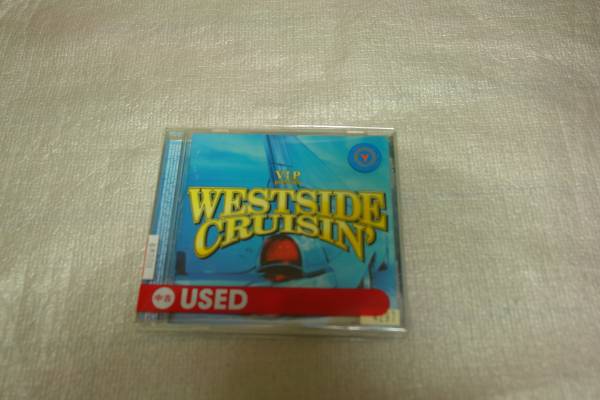 V.I.P
WESTSIDE
CRUISIN'
中古 USED